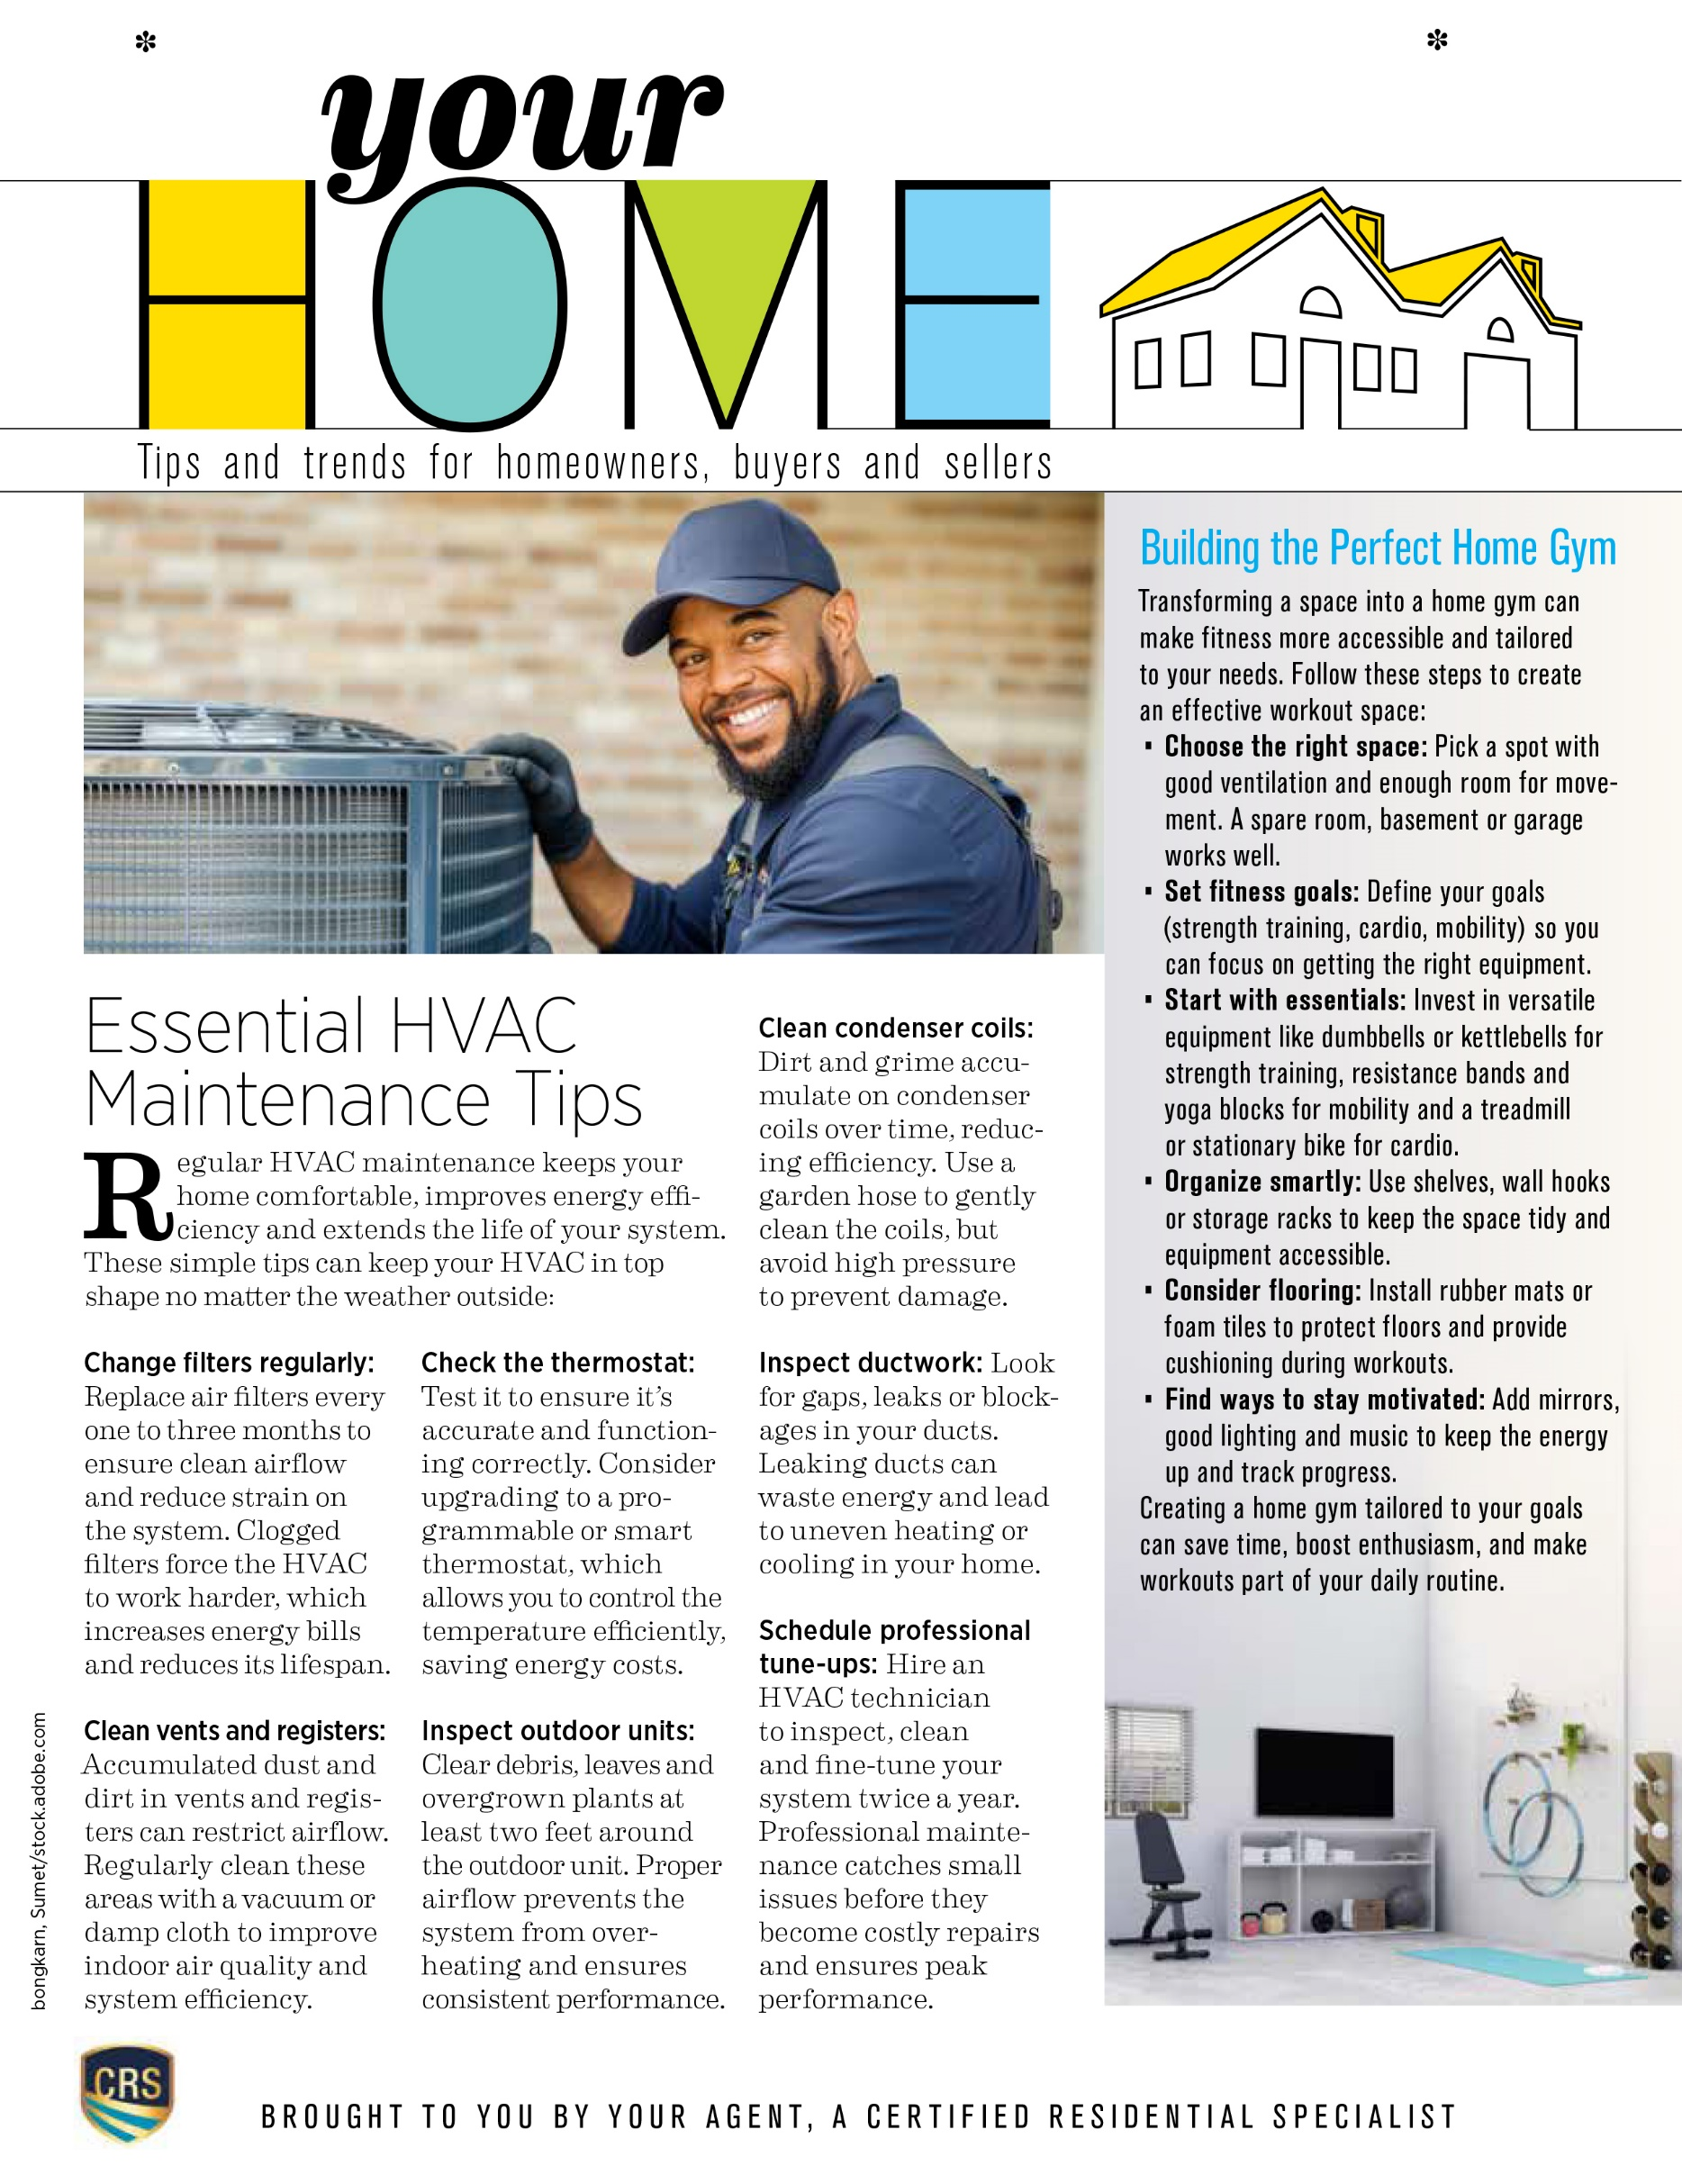 *
*
your
HOME
Tips and trends for homeowners, buyers and sellers
Essential HVAC
Maintenance Tips
Regular HVAC maintenance keeps your
home comfortable, improves energy effi-
ciency and extends the life of your system.
These simple tips can keep your HVAC in top
shape no matter the weather outside:
Change filters regularly:
Replace air filters every
one to three months to
ensure clean airflow
and reduce strain on
the system. Clogged
filters force the HVAC
to work harder, which
increases energy bills
and reduces its lifespan.
Clean vents and registers:
Accumulated dust and
dirt in vents and regis-
ters can restrict airflow.
Regularly clean these
areas with a vacuum or
damp cloth to improve
indoor air quality and
system efficiency.
Check the thermostat:
Test it to ensure it's
accurate and function-
ing correctly. Consider
upgrading to a pro-
grammable or smart
thermostat, which
allows you to control the
temperature efficiently,
saving energy costs.
Inspect outdoor units:
Clear debris, leaves and
overgrown plants at
least two feet around
the outdoor unit. Proper
airflow prevents the
system from over-
heating and ensures
consistent performance.
Clean condenser coils:
Dirt and grime accu-
mulate on condenser
coils over time, reduc-
ing efficiency. Use a
garden hose to gently
clean the coils, but
avoid high pressure
to prevent damage.
Inspect ductwork: Look
for gaps, leaks or block-
ages in your ducts.
Leaking ducts can
waste energy and lead
to uneven heating or
cooling in your home.
Schedule professional
tune-ups: Hire an
HVAC technician
to inspect, clean
and fine-tune your
system twice a year.
Professional mainte-
nance catches small
issues before they
become costly repairs
and ensures peak
performance.
Building the Perfect Home Gym
Transforming a space into a home gym can
make fitness more accessible and tailored
to your needs. Follow these steps to create
an effective workout space:
▪ Choose the right space: Pick a spot with
good ventilation and enough room for move-
ment. A spare room, basement or garage
works well.
▪ Set fitness goals: Define your goals
(strength training, cardio, mobility) so you
can focus on getting the right equipment.
▪ Start with essentials: Invest in versatile
equipment like dumbbells or kettlebells for
strength training, resistance bands and
yoga blocks for mobility and a treadmill
or stationary bike for cardio.
▪ Organize smartly: Use shelves, wall hooks
or storage racks to keep the space tidy and
equipment accessible.
▪ Consider flooring: Install rubber mats or
foam tiles to protect floors and provide
cushioning during workouts.
▪ Find ways to stay motivated: Add mirrors,
good lighting and music to keep the energy
up and track progress.
Creating a home gym tailored to your goals
can save time, boost enthusiasm, and make
workouts part of your daily routine.
bongkarn, Sumet/stock.adobe.com
CRS
BROUGHT TO YOU BY YOUR AGENT, A CERTIFIED RESIDENTIAL SPECIALIST